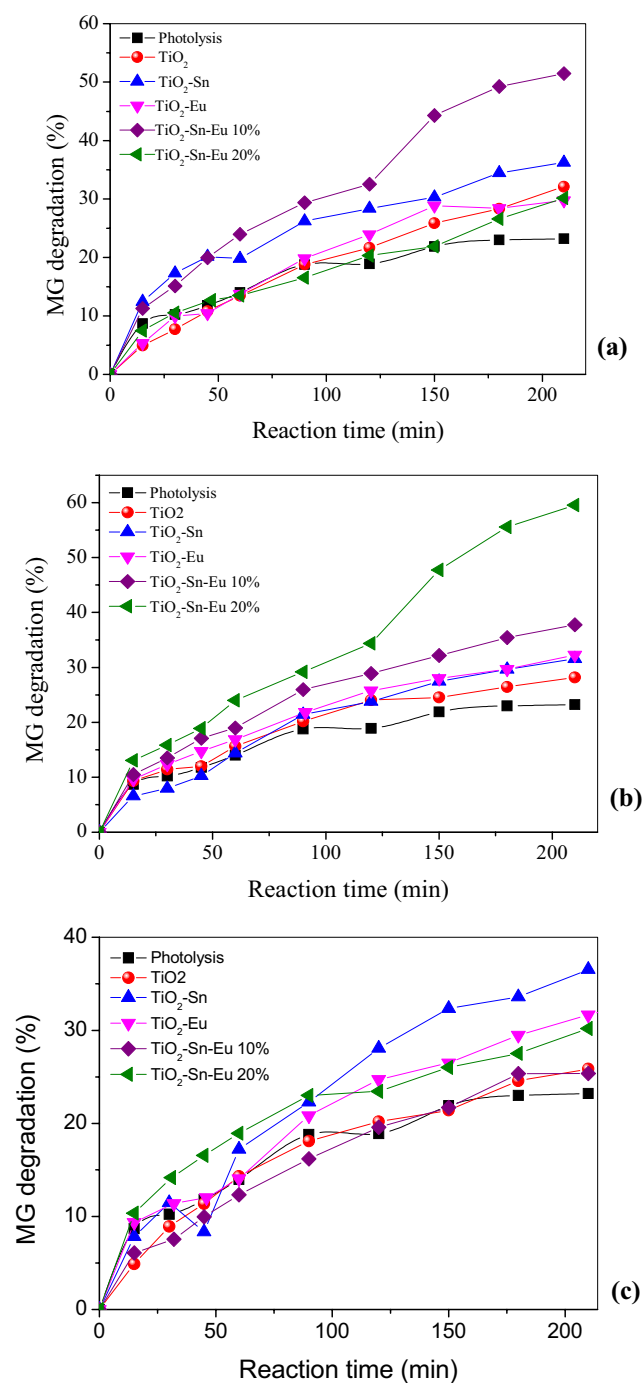 60
50
40
30
20
10
0
MG degradation (%)
Photolysis
TiO₂
TiO₂-Sn
TiO₂-Eu
TiO₂-Sn-Eu 10%
TiO₂-Sn-Eu 20%
0 50 100 150 200
Reaction time (min)
(a)
60
50
40
30
20
10
0
MG degradation (%)
Photolysis
TiO2
TiO₂-Sn
TiO₂-Eu
TiO₂-Sn-Eu 10%
TiO₂-Sn-Eu 20%
0 50 100 150 200
Reaction time (min)
(b)
40
30
20
10
0
MG degradation (%)
Photolysis
TiO2
TiO₂-Sn
TiO₂-Eu
TiO₂-Sn-Eu 10%
TiO₂-Sn-Eu 20%
0 50 100 150 200
Reaction time (min)
(c)